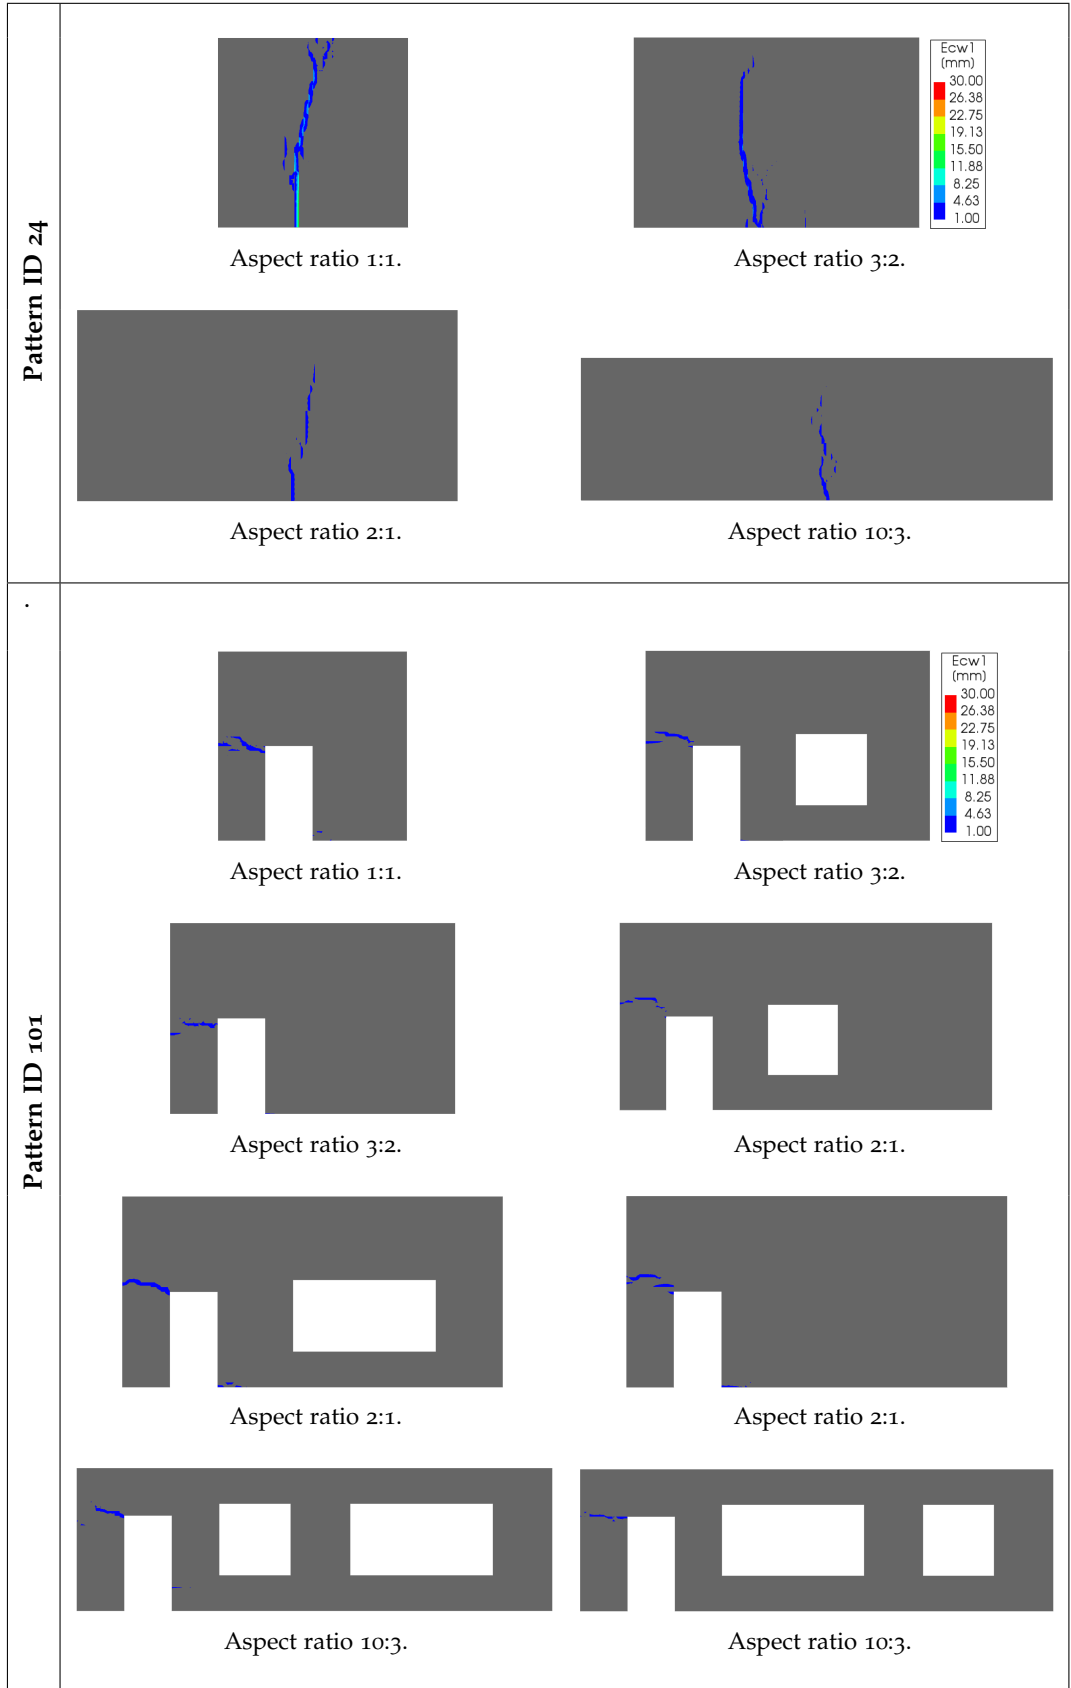 Pattern ID 24
Ecw1
(mm)
30.00
26.38
22.75
19.13
15.50
11.88
8.25
4.63
1.00
Aspect ratio 1:1.
Aspect ratio 3:2.
Aspect ratio 2:1.
Aspect ratio 10:3.
.
Pattern ID 101
Ecw1
(mm)
30.00
26.38
22.75
19.13
15.50
11.88
8.25
4.63
1.00
Aspect ratio 1:1.
Aspect ratio 3:2.
Aspect ratio 3:2.
Aspect ratio 2:1.
Aspect ratio 2:1.
Aspect ratio 2:1.
Aspect ratio 10:3.
Aspect ratio 10:3.